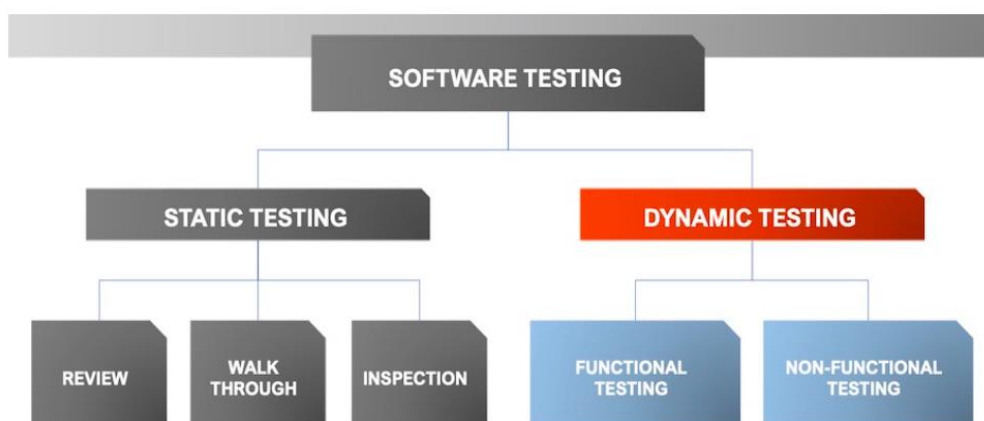 SOFTWARE TESTING
STATIC TESTING
DYNAMIC TESTING
REVIEW
WALK
THROUGH
INSPECTION
FUNCTIONAL
TESTING
NON-FUNCTIONAL
TESTING